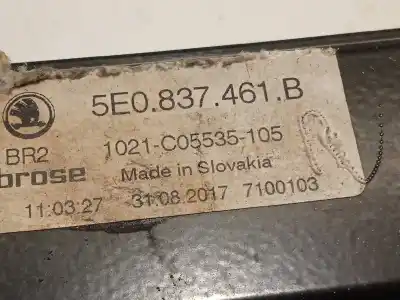 5E0.837.461.B
BR2
1021-C05535-105
brose
Made in Slovakia
11:03:27 31.08.2017 7100103